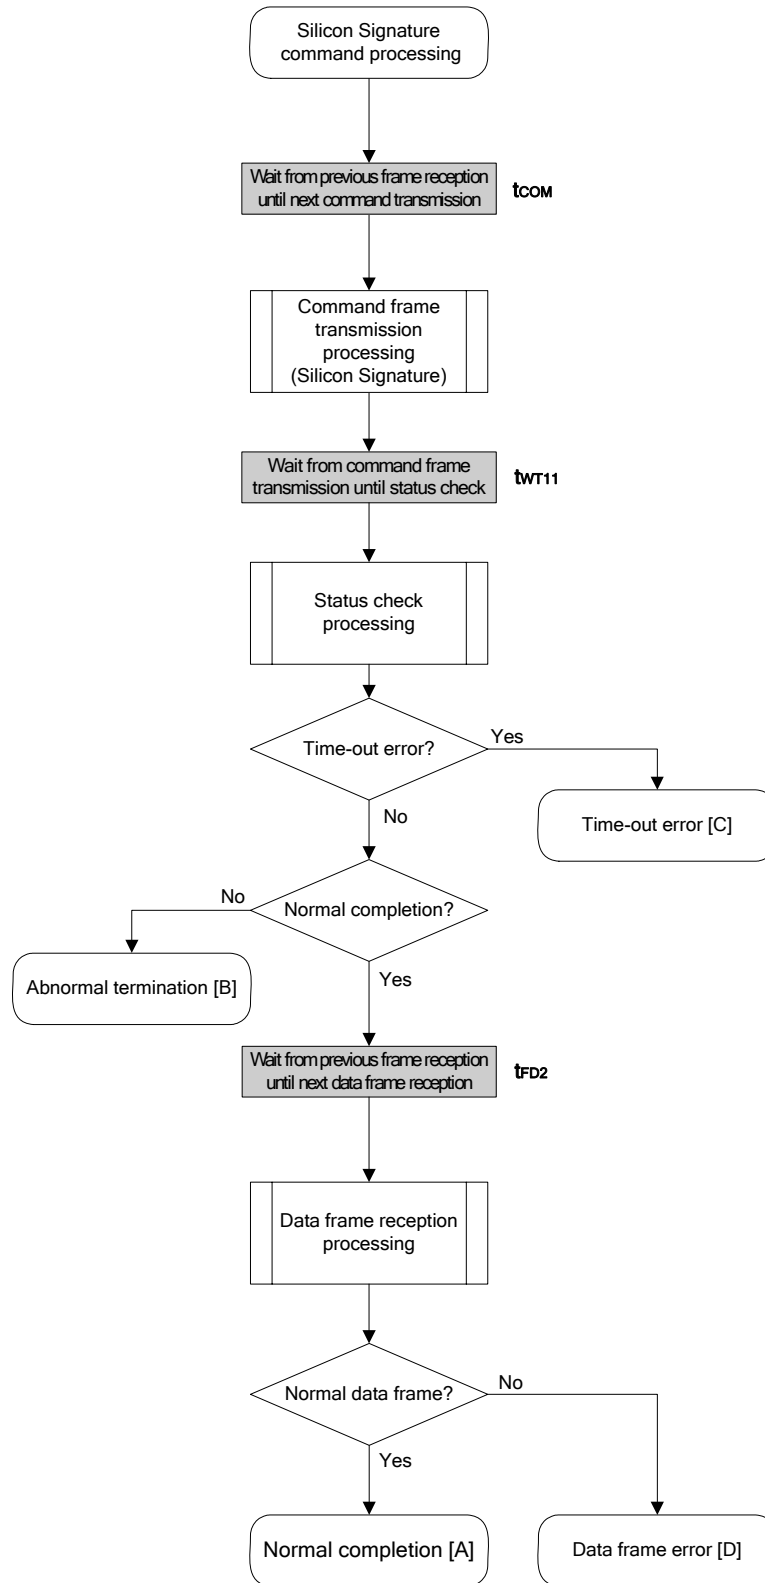 Silicon Signature
command processing
Wait from previous frame reception
until next command transmission
tCOM
Command frame
transmission
processing
(Silicon Signature)
Wait from command frame
transmission until status check
tWT11
Status check
processing
Time-out error?
Yes
Time-out error [C]
No
Normal completion?
No
Abnormal termination [B]
Yes
Wait from previous frame reception
until next data frame reception
tFD2
Data frame reception
processing
Normal data frame?
No
Yes
Normal completion [A]
Data frame error [D]